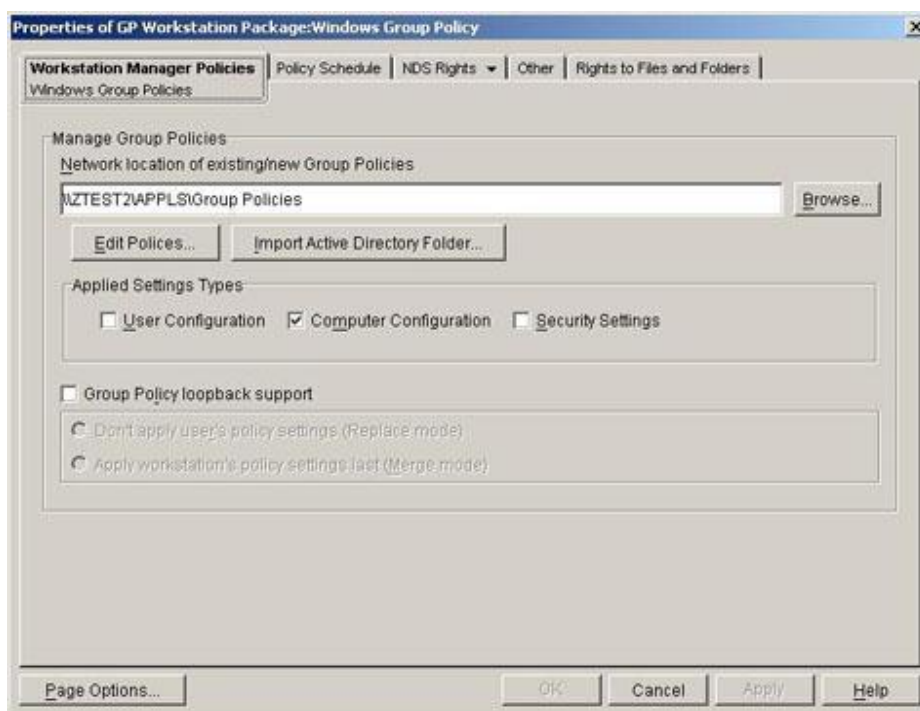 Properties of GP Workstation Package:Windows Group Policy
Workstation Manager Policies
Policy Schedule
NDS Rights
Other
Rights to Files and Folders
Windows Group Policies
Manage Group Policies
Network location of existing/new Group Policies
\\ZTEST2\APPLS\Group Policies
Browse...
Edit Polices...
Import Active Directory Folder...
Applied Settings Types
User Configuration
Computer Configuration
Security Settings
Group Policy loopback support
Don't apply user's policy settings (Replace mode)
Apply workstation's policy settings last (Merge mode)
Page Options...
OK
Cancel
Apply
Help